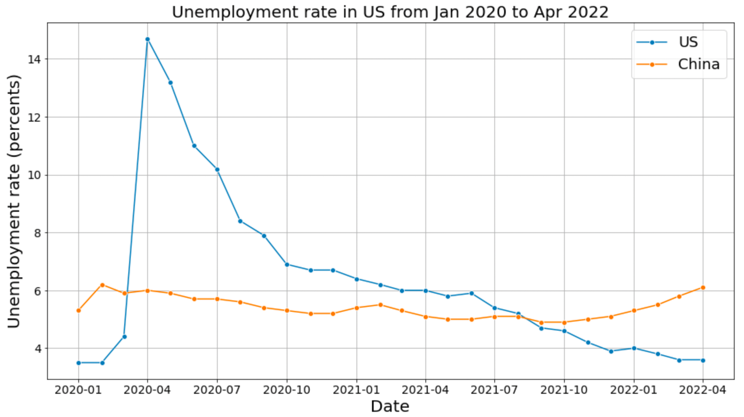 Unemployment rate in US from Jan 2020 to Apr 2022
US
China
Unemployment rate (percents)
14
12
10
8
6
4
2020-01 2020-04 2020-07 2020-10 2021-01 2021-04 2021-07 2021-10 2022-01 2022-04
Date